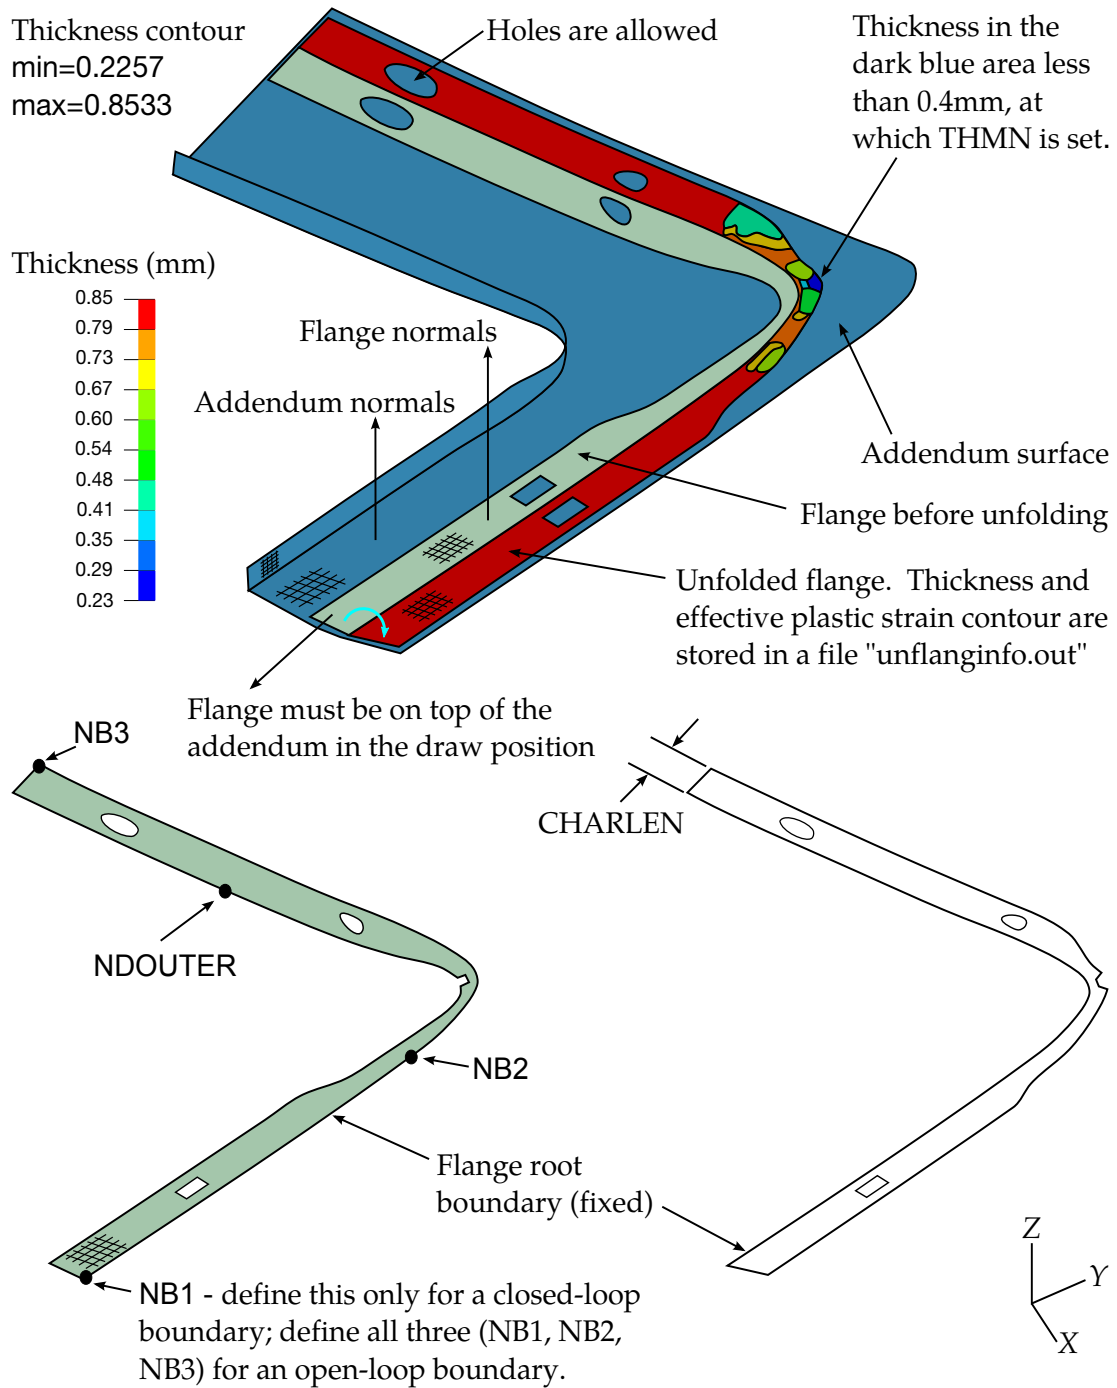 Thickness contour
min=0.2257
max=0.8533
Holes are allowed
Thickness in the
dark blue area less
than 0.4mm, at
which THMN is set.
Thickness (mm)
0.85
0.79
0.73
0.67
0.60
0.54
0.48
0.41
0.35
0.29
0.23
Flange normals
Addendum normals
Addendum surface
Flange before unfolding
Unfolded flange. Thickness and
effective plastic strain contour are
stored in a file "unflanginfo.out"
Flange must be on top of the
addendum in the draw position
NB3
CHARLEN
NDOUTER
NB2
Flange root
boundary (fixed)
NB1 - define this only for a closed-loop
boundary; define all three (NB1, NB2,
NB3) for an open-loop boundary.
Z
Y
X